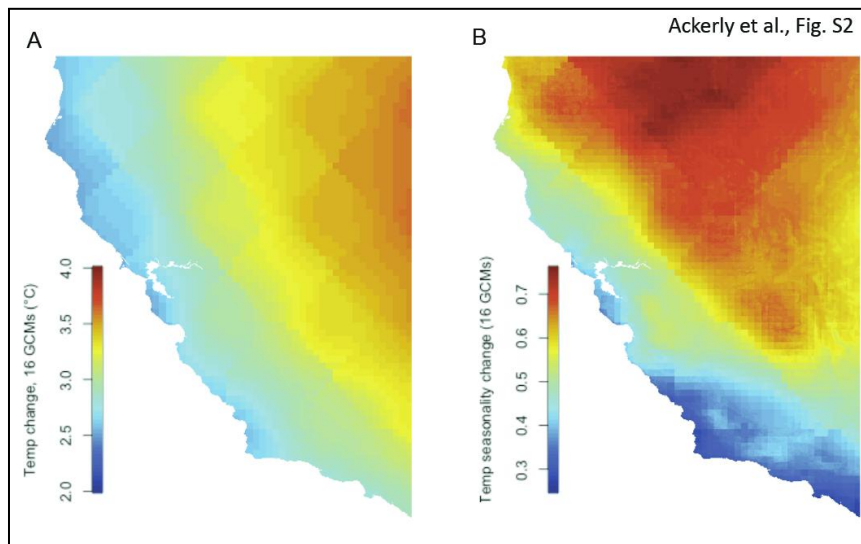 Ackerly et al., Fig. S2
A
B
Temp change, 16 GCMs (°C)
4.0
3.5
3.0
2.5
2.0
Temp seasonality change (16 GCMs)
0.7
0.6
0.5
0.4
0.3